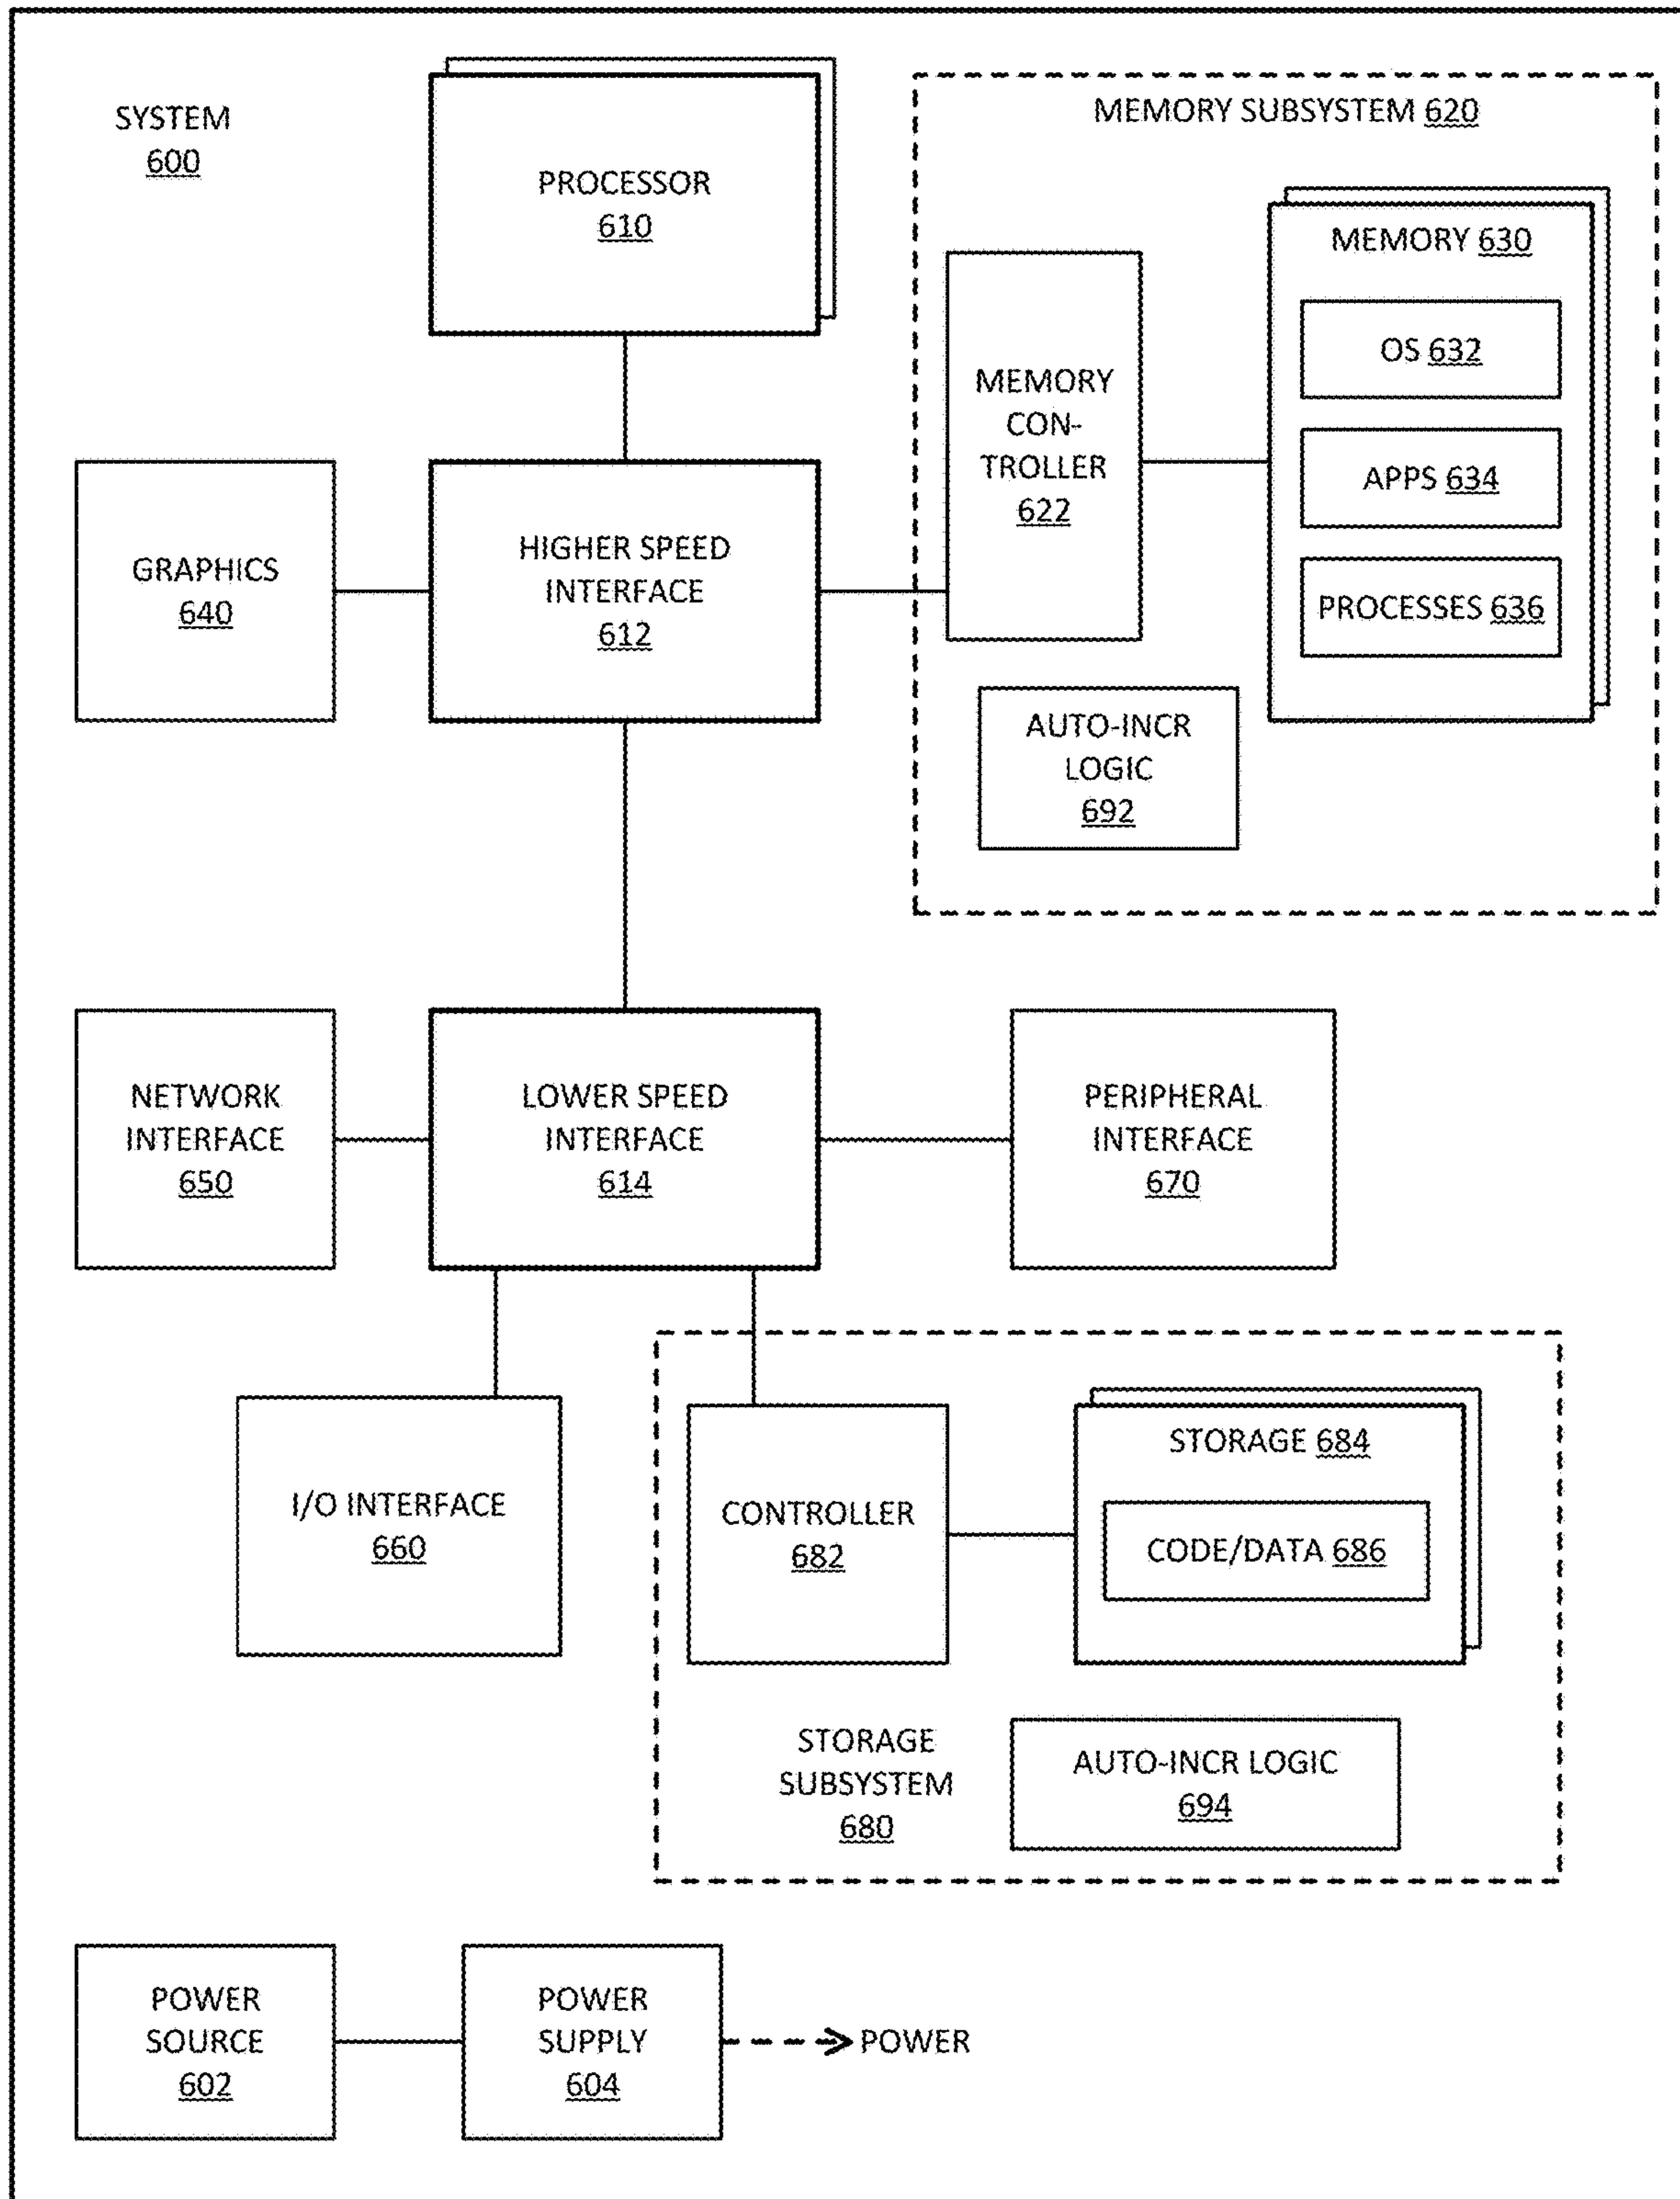 SYSTEM
600
PROCESSOR
610
MEMORY SUBSYSTEM 620
MEMORY 630
OS 632
APPS 634
PROCESSES 636
MEMORY
CON-
TROLLER
622
AUTO-INCR
LOGIC
692
GRAPHICS
640
HIGHER SPEED
INTERFACE
612
NETWORK
INTERFACE
650
LOWER SPEED
INTERFACE
614
PERIPHERAL
INTERFACE
670
I/O INTERFACE
660
CONTROLLER
682
STORAGE 684
CODE/DATA 686
STORAGE
SUBSYSTEM
680
AUTO-INCR LOGIC
694
POWER
SOURCE
602
POWER
SUPPLY
604
POWER